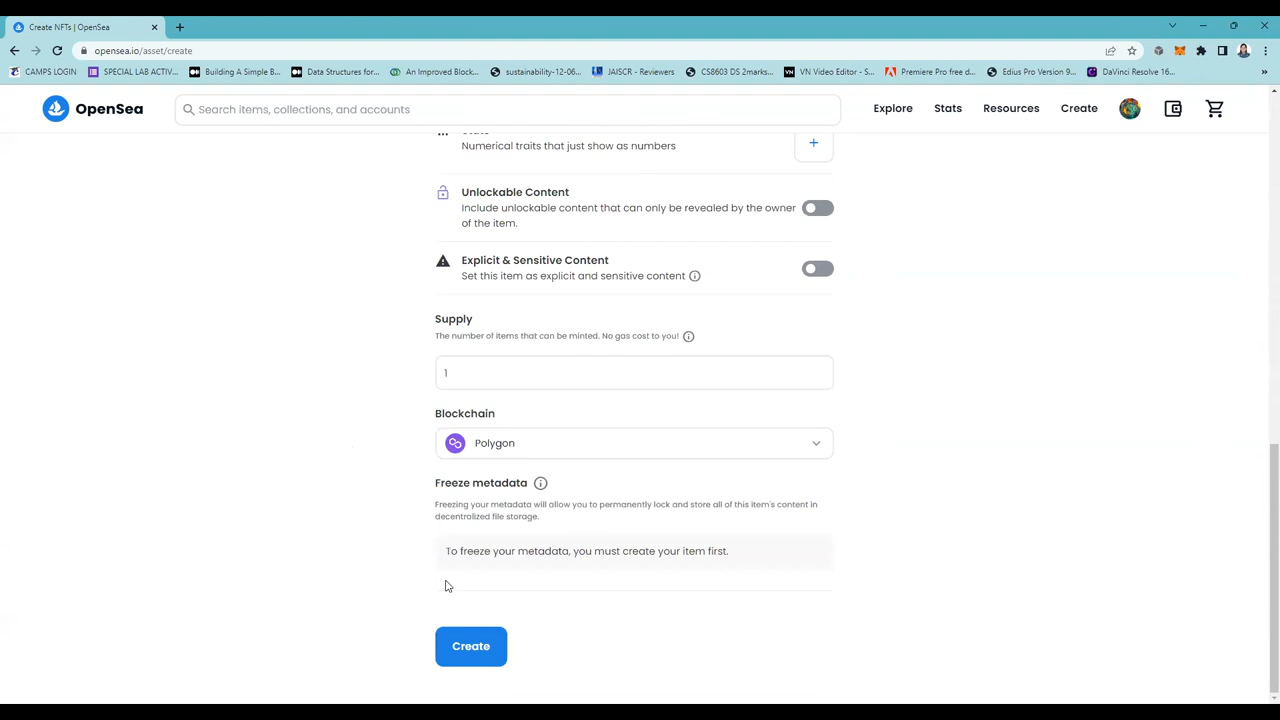 Create NFTs | OpenSea
opensea.io/asset/create
CAMPS LOGIN
SPECIAL LAB ACTIV...
Building A Simple B...
Data Structures for...
An Improved Block...
sustainability-12-06...
JAISCR - Reviewers
CS8603 DS 2marks...
VN Video Editor - S...
Premiere Pro free d...
Edius Pro Version 9...
DaVinci Resolve 16...
OpenSea
Search items, collections, and accounts
Explore
Stats
Resources
Create
Numerical traits that just show as numbers
Unlockable Content
Include unlockable content that can only be revealed by the owner
of the item.
Explicit & Sensitive Content
Set this item as explicit and sensitive content
Supply
The number of items that can be minted. No gas cost to you!
1
Blockchain
Polygon
Freeze metadata
Freezing your metadata will allow you to permanently lock and store all of this item's content in
decentralized file storage.
To freeze your metadata, you must create your item first.
Create